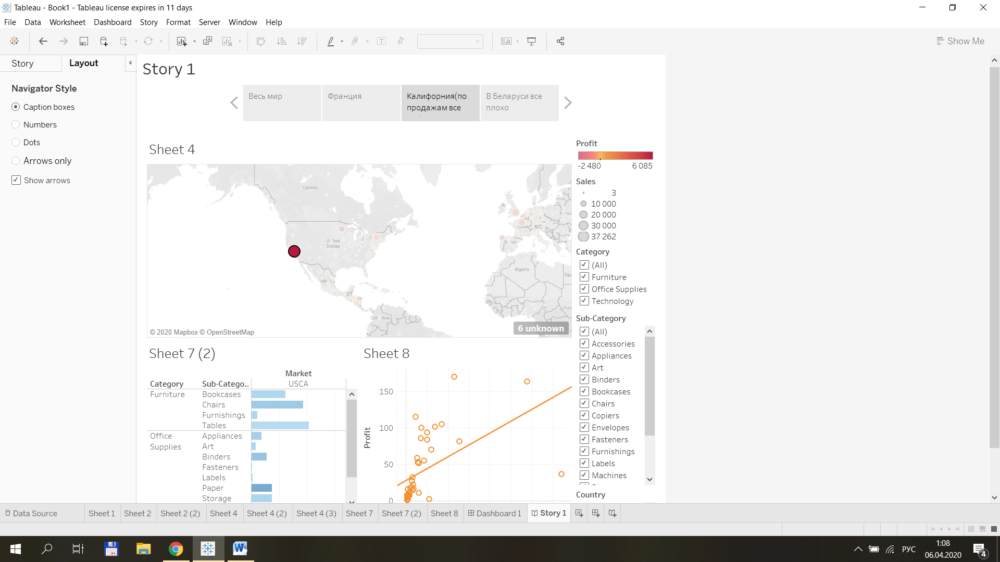 Tableau - Book1 - Tableau license expires in 11 days
File Data Worksheet Dashboard Story Format Server Window Help
Show Me
Story Layout
Navigator Style
Caption boxes
Numbers
Dots
Arrows only
Show arrows
Story 1
Весь мир
Франция
Калифорния(по
продажам все
В Беларуси все
плохо
Sheet 4
Canada
United
States
Mexico
Colombia
France
Spain
Algeria
Egy
© 2020 Mapbox © OpenStreetMap
6 unknown
Profit
-2 480 6 085
Sales
3
10 000
20 000
30 000
37 262
Category
(All)
Furniture
Office Supplies
Technology
Sub-Category
(All)
Accessories
Appliances
Art
Binders
Bookcases
Chairs
Copiers
Envelopes
Fasteners
Furnishings
Labels
Machines
Country
Sheet 7 (2)
Market
Category Sub-Catego.. USCA
Furniture Bookcases
Chairs
Furnishings
Tables
Office Appliances
Supplies Art
Binders
Fasteners
Labels
Paper
Storage
Sheet 8
Profit
150
100
50
0
Data Source Sheet 1 Sheet 2 Sheet 2 (2) Sheet 4 Sheet 4 (2) Sheet 4 (3) Sheet 7 Sheet 7 (2) Sheet 8 Dashboard 1 Story 1
64
РУС
1:08
06.04.2020
4